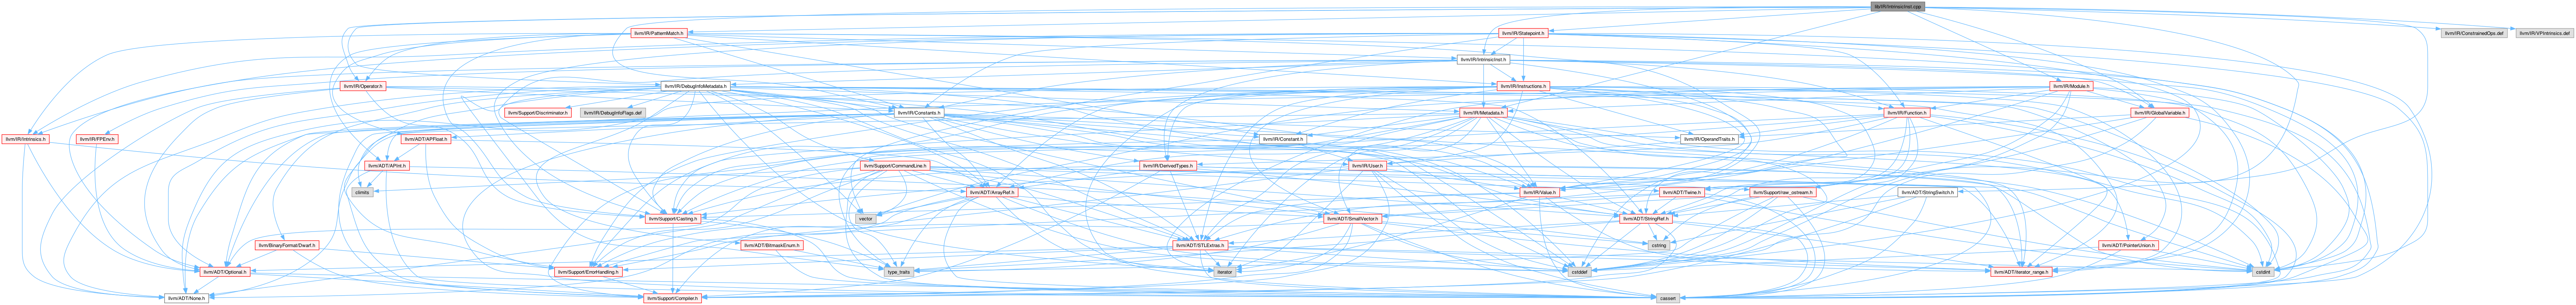 lib/IR/IntrinsicInst.cpp
llvm/IR/PatternMatch.h
llvm/IR/Statepoint.h
llvm/IR/ConstrainedOps.def
llvm/IR/VPIntrinsics.def
llvm/IR/IntrinsicInst.h
llvm/IR/Operator.h
llvm/IR/DebugInfoMetadata.h
llvm/IR/Instructions.h
llvm/IR/Module.h
llvm/Support/Discriminator.h
llvm/IR/DebugInfoFlags.def
llvm/IR/Constants.h
llvm/IR/Metadata.h
llvm/IR/Function.h
llvm/IR/GlobalVariable.h
llvm/IR/Intrinsics.h
llvm/IR/FPEnv.h
llvm/ADT/APFloat.h
llvm/IR/Constant.h
llvm/IR/OperandTraits.h
llvm/ADT/APInt.h
llvm/Support/CommandLine.h
llvm/IR/DerivedTypes.h
llvm/IR/User.h
climits
llvm/ADT/ArrayRef.h
llvm/IR/Value.h
llvm/ADT/Twine.h
llvm/Support/raw_ostream.h
llvm/ADT/StringSwitch.h
llvm/Support/Casting.h
vector
llvm/ADT/SmallVector.h
llvm/ADT/StringRef.h
llvm/BinaryFormat/Dwarf.h
llvm/ADT/BitmaskEnum.h
llvm/ADT/STLExtras.h
cstring
llvm/ADT/PointerUnion.h
llvm/ADT/Optional.h
llvm/Support/ErrorHandling.h
type_traits
iterator
cstddef
llvm/ADT/iterator_range.h
cstdint
llvm/ADT/None.h
llvm/Support/Compiler.h
cassert